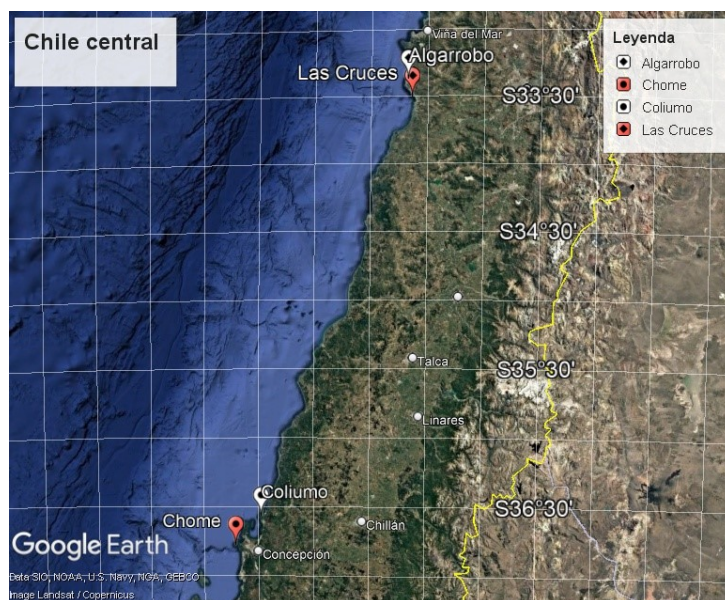 Chile central
Leyenda
Algarrobo
Chome
Coliumo
Las Cruces
Viña del Mar
Algarrobo
Las Cruces
S33°30'
S34°30'
Talca
S35°30'
Linares
Coliumo
S36°30'
Chome
Chillán
Google Earth
Concepción
Data SIO, NOAA, U.S. Navy, NGA, GEBCO
Image Landsat / Copernicus